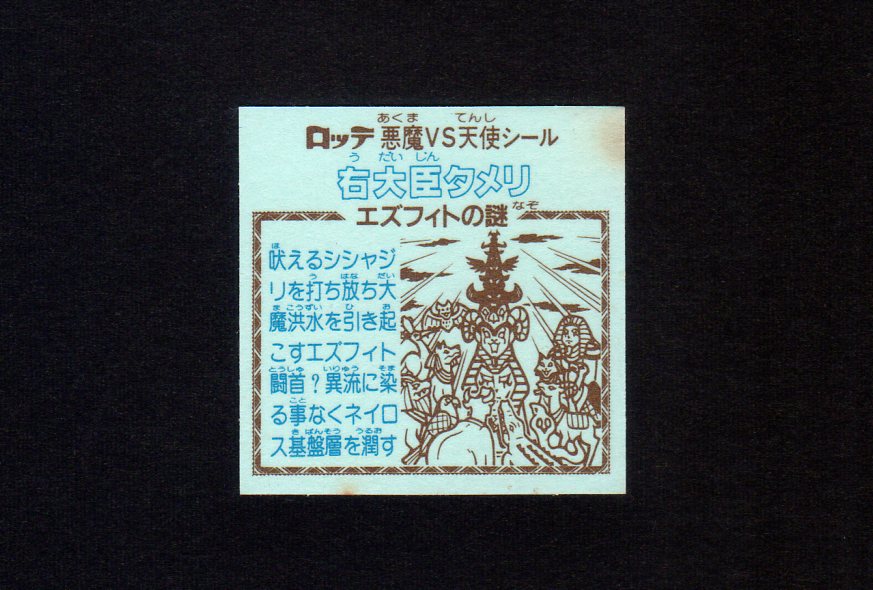 ロッテ 悪魔VS天使シール
右大臣タメリ
エズフィトの謎
吠えるシシャジ
リを打ち放ち大
魔洪水を引き起
こすエズフィト
闘首？異流に染
る事なくネイロ
ス基盤層を潤す